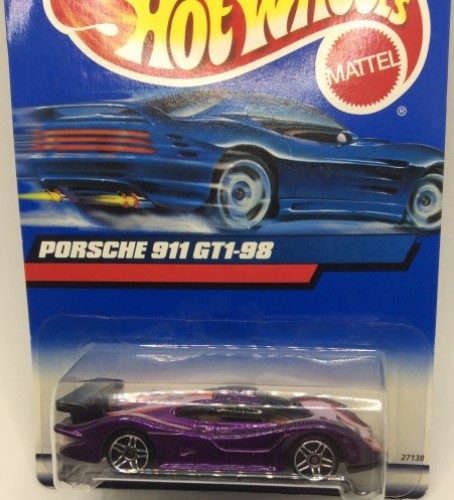 HOT WHEELS
MATTEL
®
PORSCHE 911 GT1-98
27138